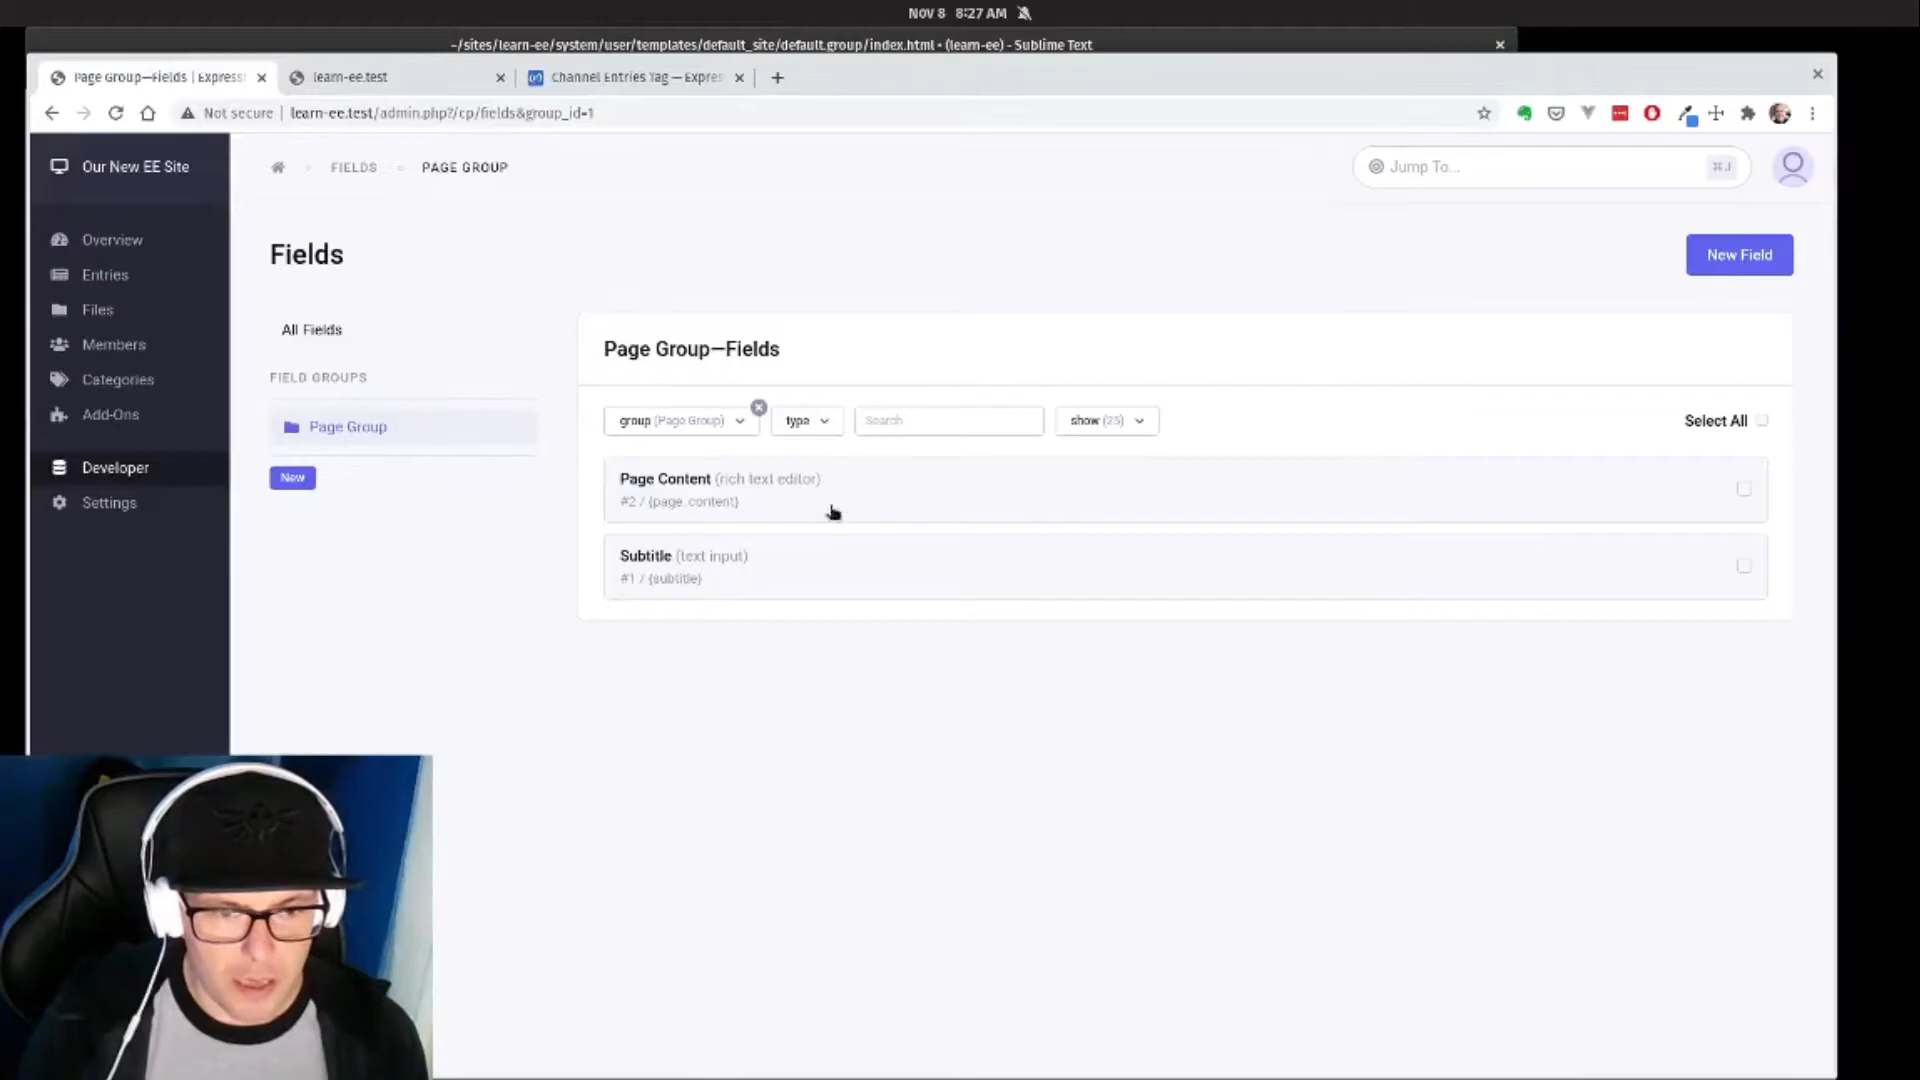 NOV 8 8:27 AM
~/sites/learn-ee/system/user/templates/default_site/default.group/index.html • (learn-ee) - Sublime Text
Page Group—Fields | Express
learn-ee.test
Channel Entries Tag — Expres
Not secure
learn-ee.test/admin.php?/cp/fields&group_id=1
Our New EE Site
FIELDS
PAGE GROUP
Jump To...
⌘J
Overview
Entries
Files
Members
Categories
Add-Ons
Developer
Settings
Fields
New Field
All Fields
FIELD GROUPS
Page Group
New
Page Group—Fields
group (Page Group)
type
Search
show (25)
Select All
Page Content (rich text editor)
#2 / {page_content}
Subtitle (text input)
#1 / {subtitle}